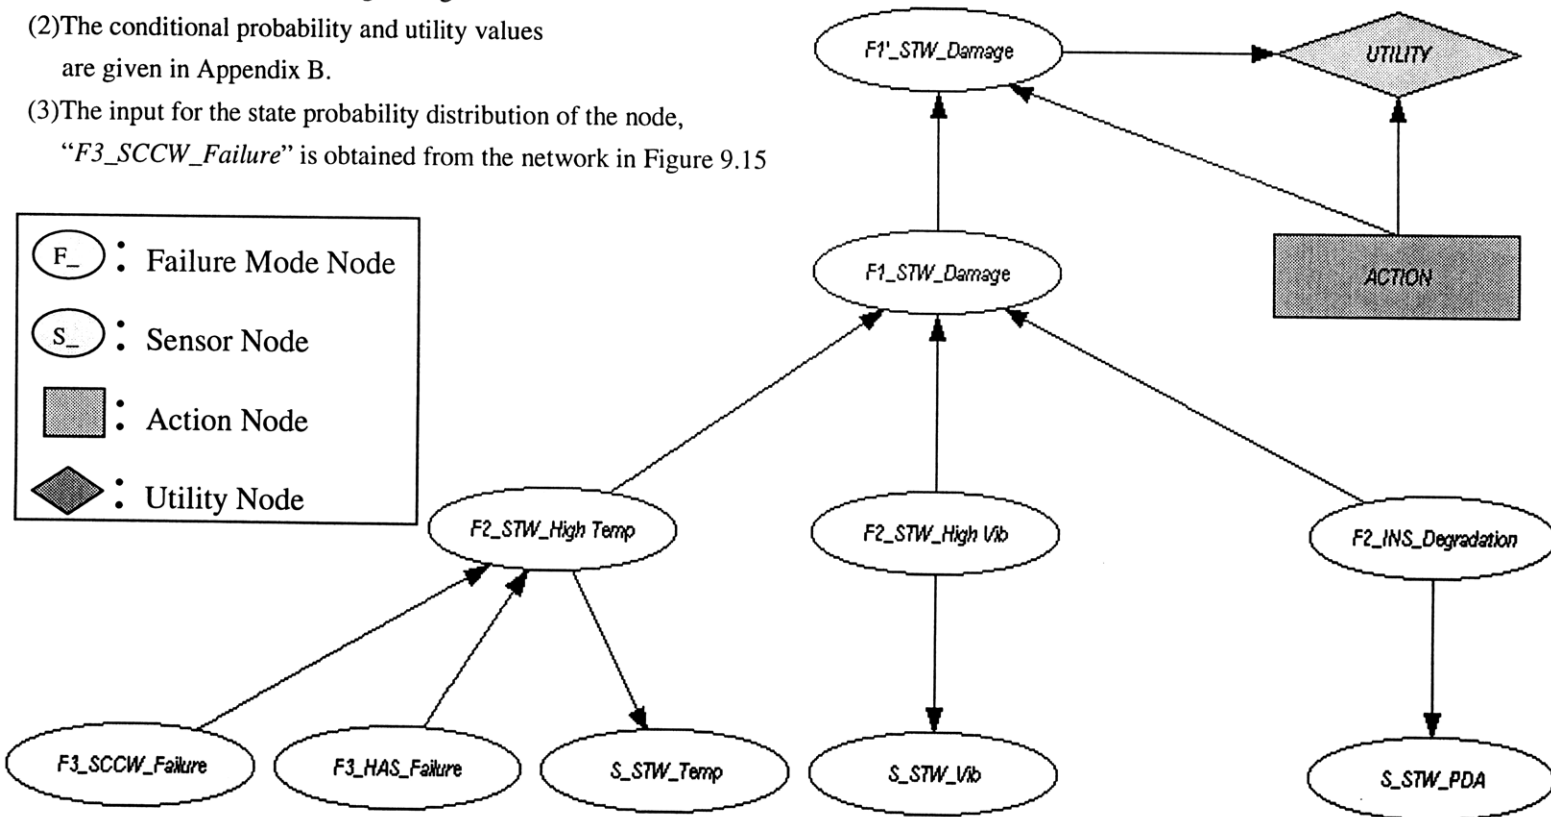 (2)The conditional probability and utility values
are given in Appendix B.
(3)The input for the state probability distribution of the node,
“F3_SCCW_Failure” is obtained from the network in Figure 9.15
F1'_STW_Damage
UTILITY
F_ : Failure Mode Node
S_ : Sensor Node
: Action Node
: Utility Node
F1_STW_Damage
ACTION
F2_STW_High Temp
F2_STW_High Vib
F2_INS_Degradation
F3_SCCW_Failure
F3_HAS_Failure
S_STW_Temp
S_STW_Vib
S_STW_PDA